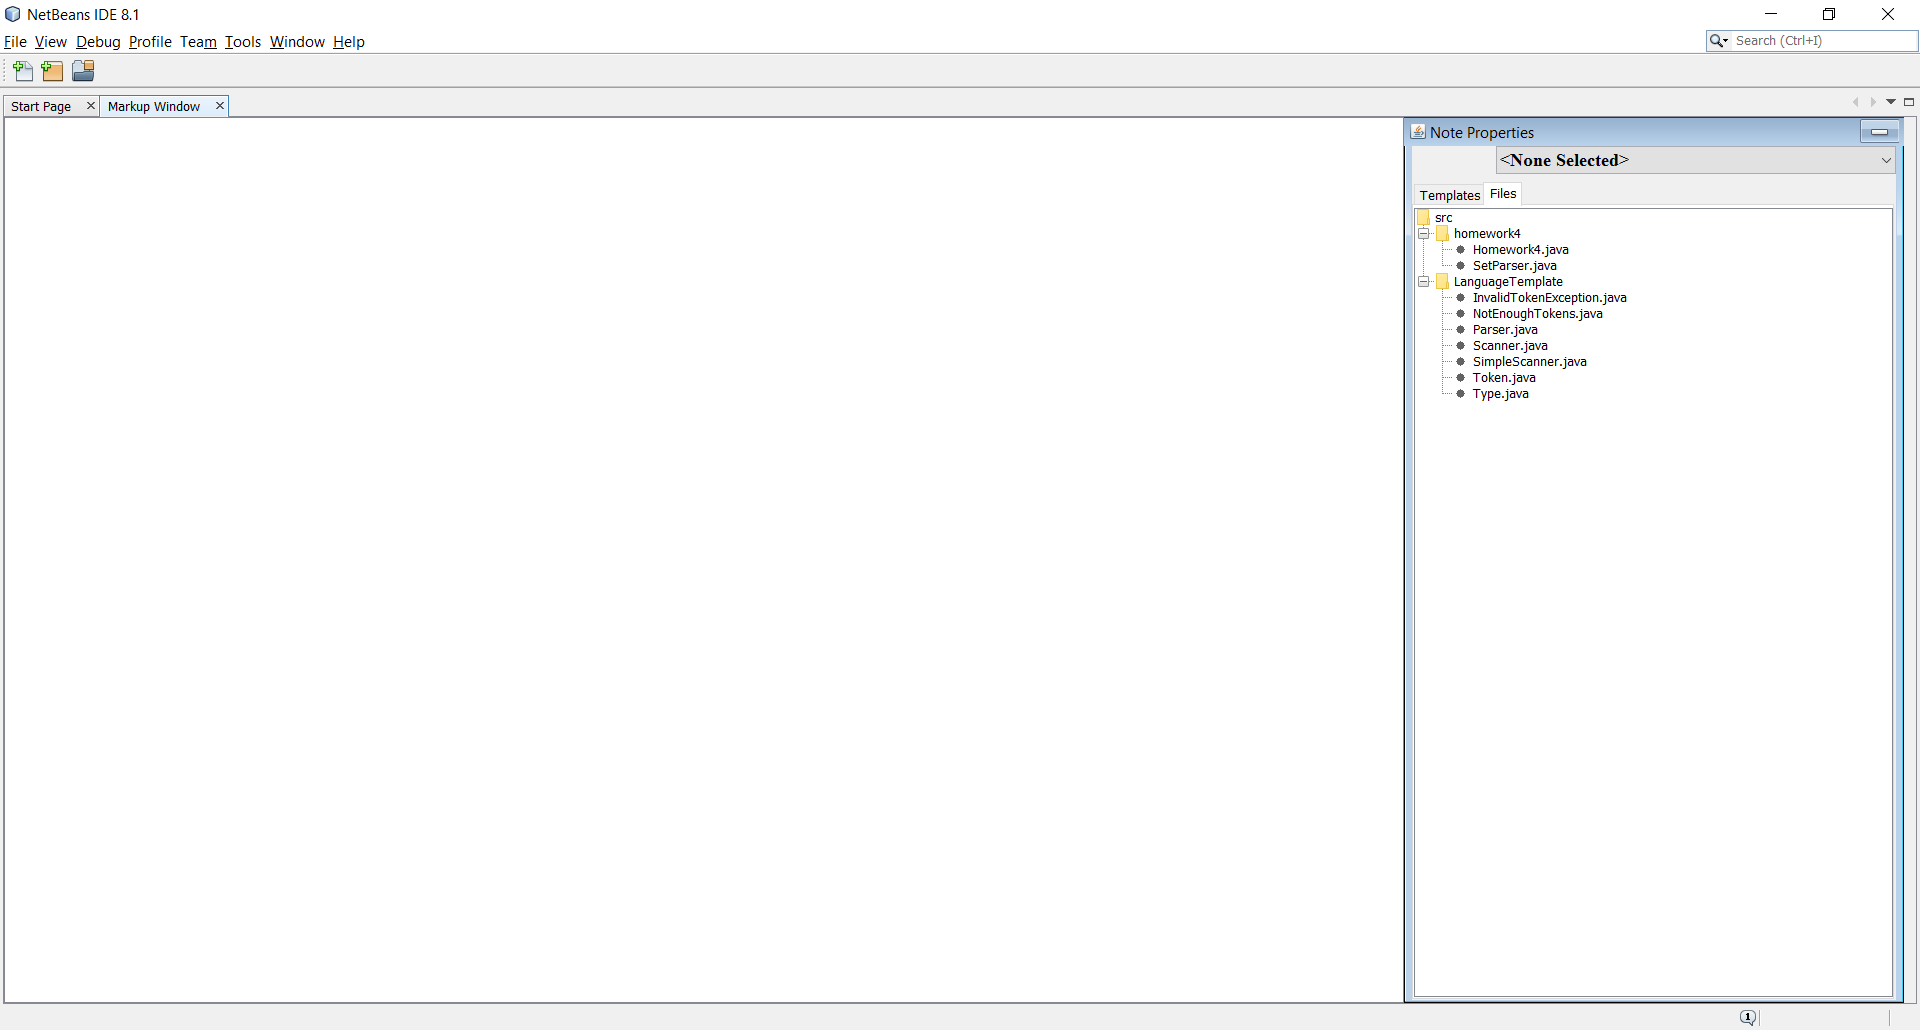 NetBeans IDE 8.1
File View Debug Profile Team Tools Window Help
Search (Ctrl+I)
Start Page
Markup Window
Note Properties
<None Selected>
Templates
Files
src
homework4
Homework4.java
SetParser.java
LanguageTemplate
InvalidTokenException.java
NotEnoughTokens.java
Parser.java
Scanner.java
SimpleScanner.java
Token.java
Type.java
1